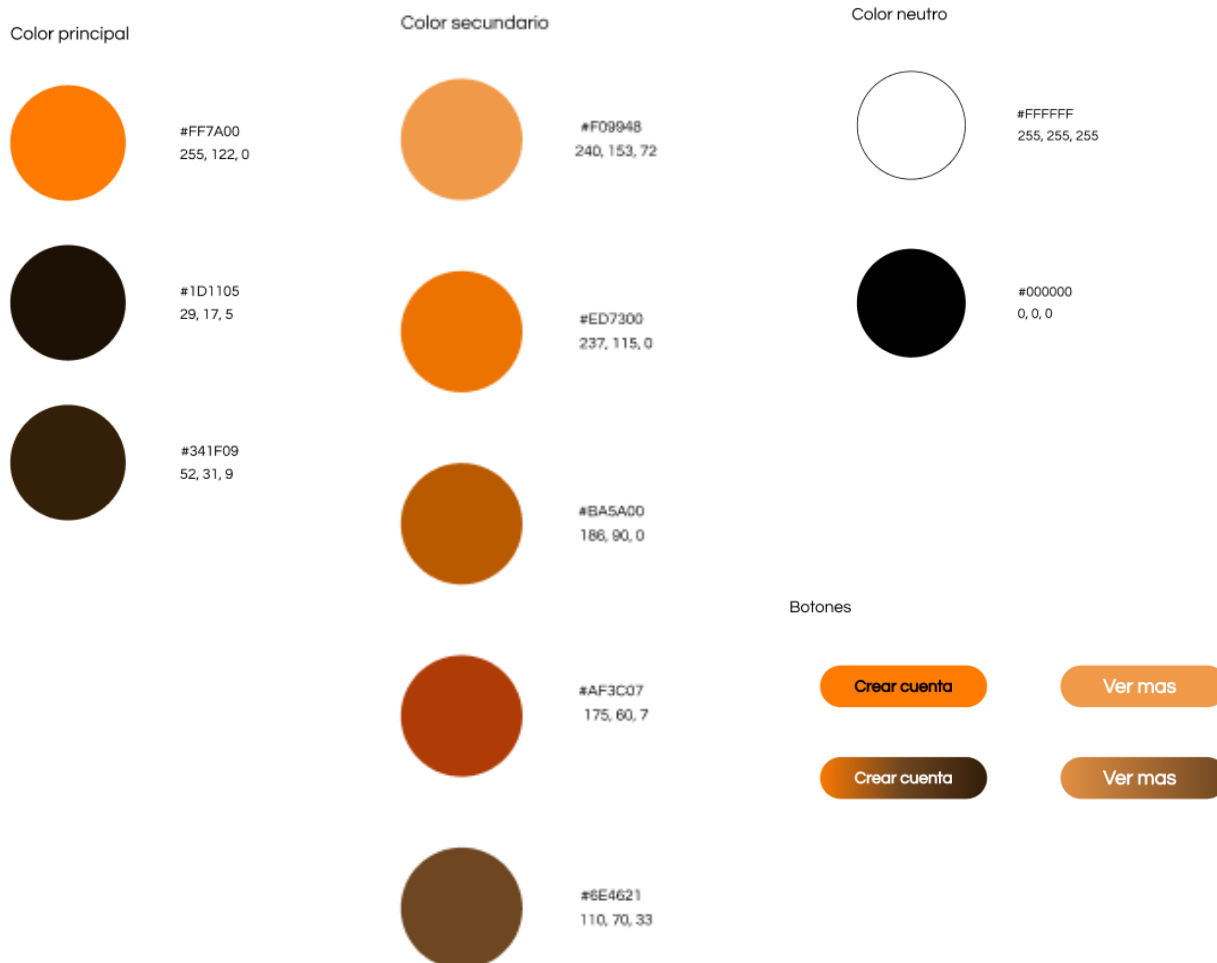 Color principal
#FF7A00
255, 122, 0
#1D1105
29, 17, 5
#341F09
52, 31, 9
Color secundario
#F09948
240, 153, 72
#ED7300
237, 115, 0
#BA5A00
186, 90, 0
#AF3C07
175, 60, 7
#6E4621
110, 70, 33
Color neutro
#FFFFFF
255, 255, 255
#000000
0, 0, 0
Botones
Crear cuenta
Ver mas
Crear cuenta
Ver mas